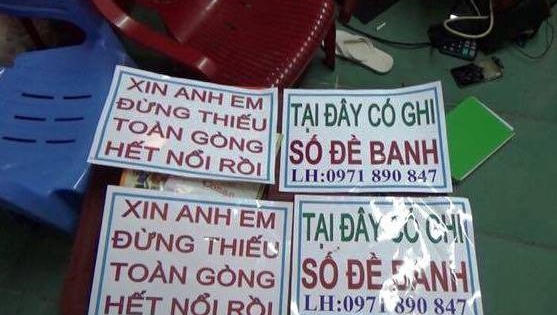 XIN ANH EM
ĐỪNG THIẾU
TOÀN GÒNG
HẾT NỔI RỒI
TẠI ĐÂY CÓ GHI
SỐ ĐỀ BANH
LH:0971 890 847
XIN ANH EM
ĐỪNG THIẾU
TOÀN GÒNG
HẾT NỔI RỒI
TẠI ĐÂY CÓ GHI
SỐ ĐỀ BANH
LH:0971 890 847